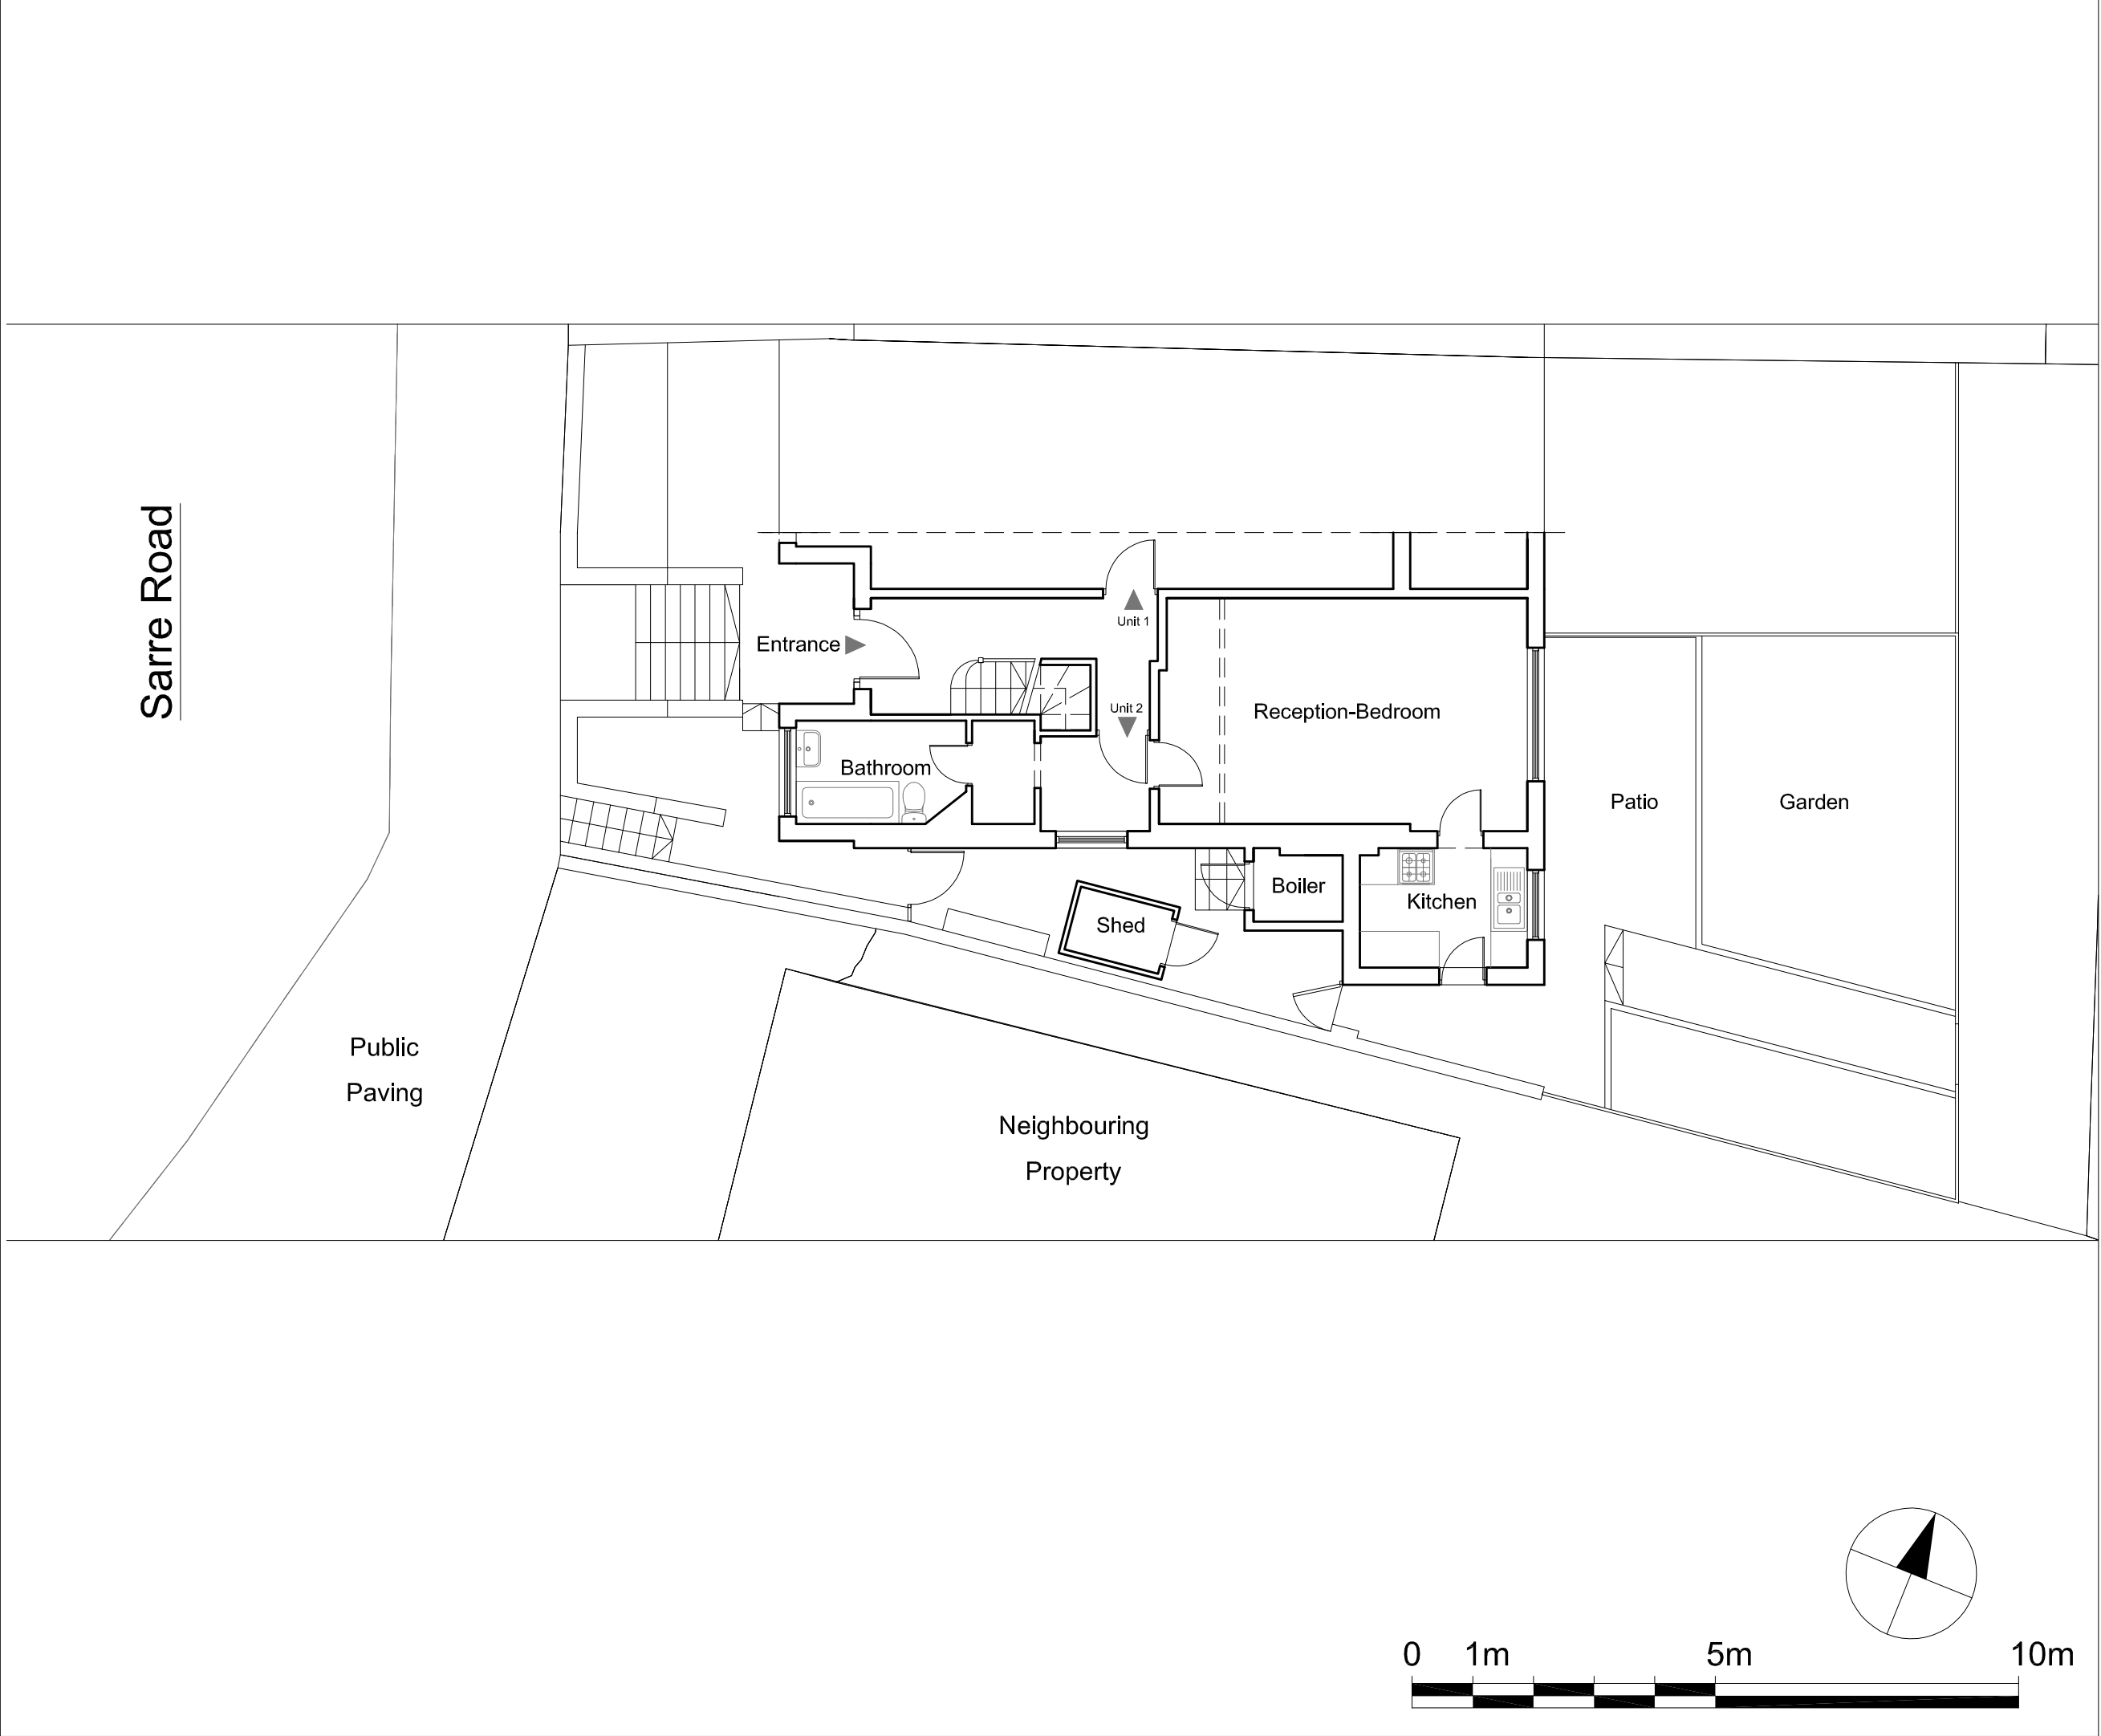 Sarre Road
Unit 1
Entrance
Unit 2
Reception-Bedroom
Bathroom
Patio
Garden
Boiler
Kitchen
Shed
Public
Paving
Neighbouring
Property
0 1m 5m 10m